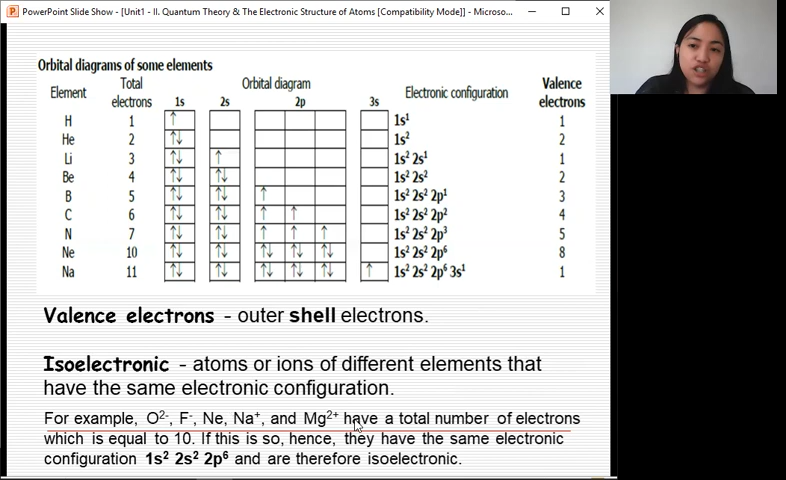 PowerPoint Slide Show - [Unit1 - II. Quantum Theory & The Electronic Structure of Atoms [Compatibility Mode]] - Microso...
Orbital diagrams of some elements
Element Total electrons Orbital diagram Electronic configuration Valence electrons
1s 2s 2p 3s
H 1 ↑ 1s¹ 1
He 2 ↑↓ 1s² 2
Li 3 ↑↓ ↑ 1s² 2s¹ 1
Be 4 ↑↓ ↑↓ 1s² 2s² 2
B 5 ↑↓ ↑↓ ↑ 1s² 2s² 2p¹ 3
C 6 ↑↓ ↑↓ ↑ ↑ 1s² 2s² 2p² 4
N 7 ↑↓ ↑↓ ↑ ↑ ↑ 1s² 2s² 2p³ 5
Ne 10 ↑↓ ↑↓ ↑↓ ↑↓ ↑↓ 1s² 2s² 2p⁶ 8
Na 11 ↑↓ ↑↓ ↑↓ ↑↓ ↑↓ ↑ 1s² 2s² 2p⁶ 3s¹ 1
Valence electrons - outer shell electrons.
Isoelectronic - atoms or ions of different elements that
have the same electronic configuration.
For example, O²⁻, F⁻, Ne, Na⁺, and Mg²⁺ have a total number of electrons
which is equal to 10. If this is so, hence, they have the same electronic
configuration 1s² 2s² 2p⁶ and are therefore isoelectronic.